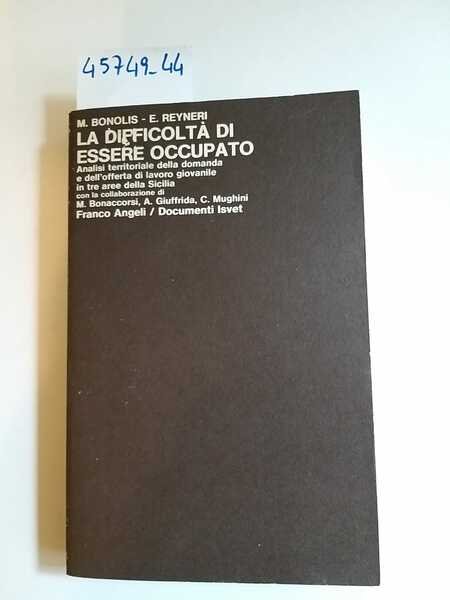 45749_44
M. BONOLIS - E. REYNERI
LA DIFFICOLTÀ DI
ESSERE OCCUPATO
Analisi territoriale della domanda
e dell'offerta di lavoro giovanile
in tre aree della Sicilia
con la collaborazione di
M. Bonaccorsi, A. Giuffrida, C. Mughini
Franco Angeli / Documenti Isvet